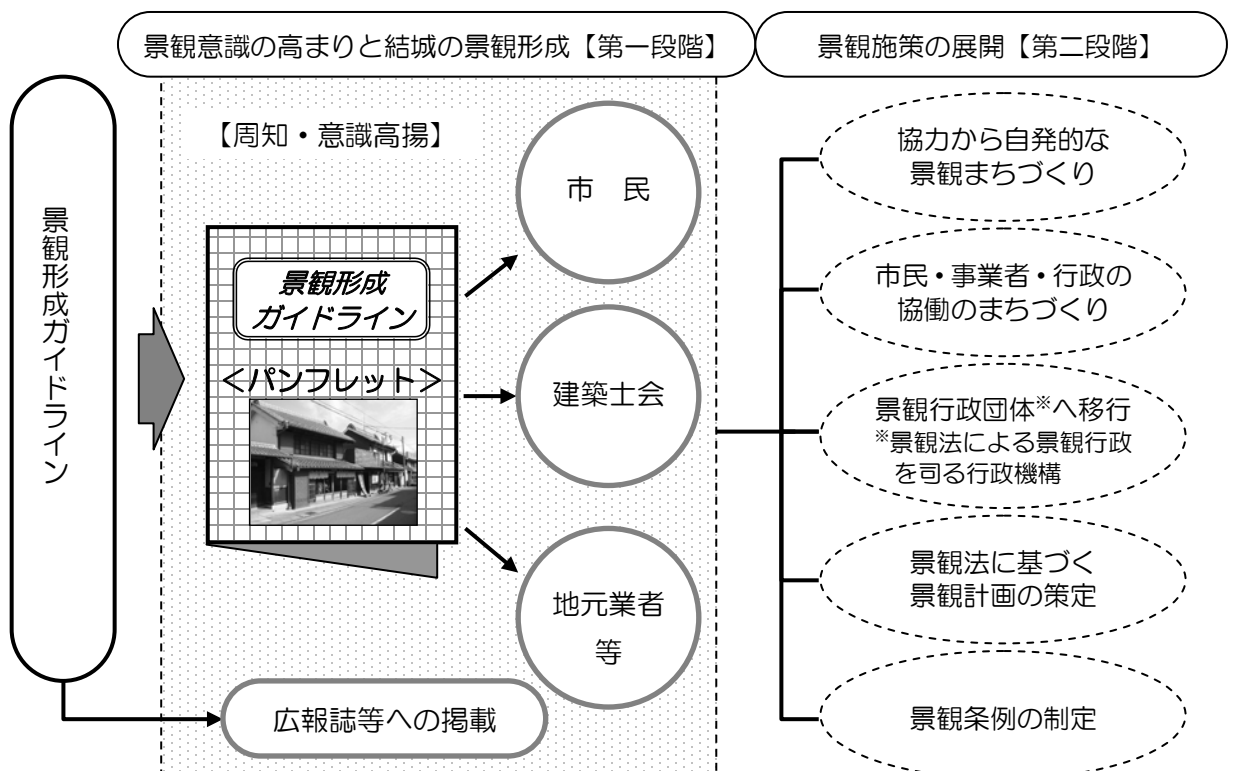 景観意識の高まりと結城の景観形成【第一段階】
景観施策の展開【第二段階】
景観形成ガイドライン
【周知・意識高揚】
景観形成
ガイドライン
＜パンフレット＞
市　民
建築士会
地元業者
等
広報誌等への掲載
協力から自発的な
景観まちづくり
市民・事業者・行政の
協働のまちづくり
景観行政団体※へ移行
※景観法による景観行政
を司る行政機構
景観法に基づく
景観計画の策定
景観条例の制定